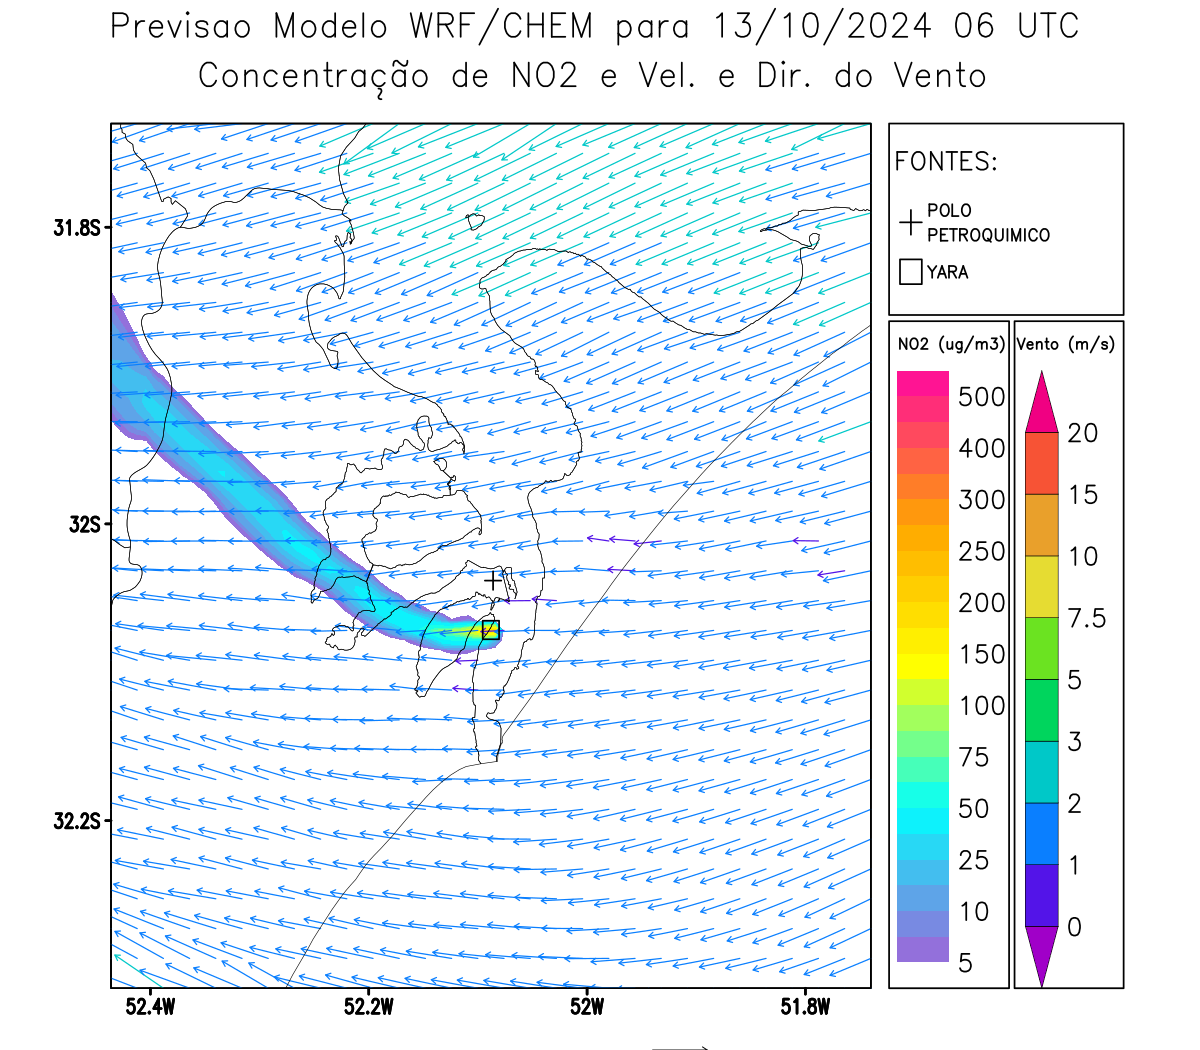 Previsao Modelo WRF/CHEM para 13/10/2024 06 UTC
Concentração de NO2 e Vel. e Dir. do Vento
FONTES:
POLO
PETROQUIMICO
YARA
31.8S
32S
32.2S
52.4W
52.2W
52W
51.8W
NO2 (ug/m3)
500
400
300
250
200
150
100
75
50
25
10
5
Vento (m/s)
20
15
10
7.5
5
3
2
1
0